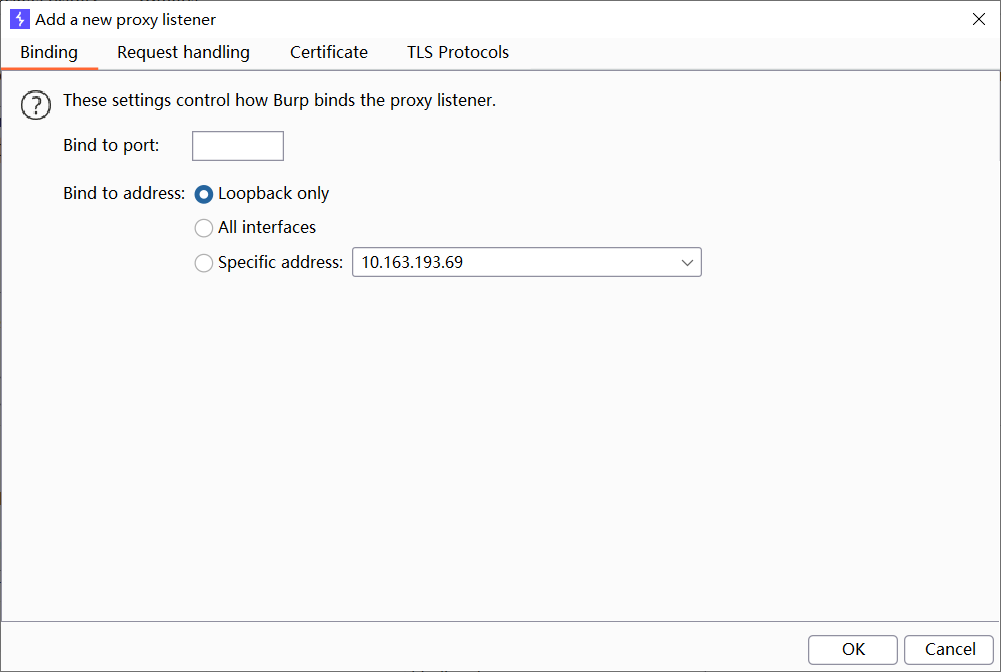 Add a new proxy listener
Binding Request handling Certificate TLS Protocols
These settings control how Burp binds the proxy listener.
Bind to port:
Bind to address: Loopback only
All interfaces
Specific address: 10.163.193.69
OK Cancel